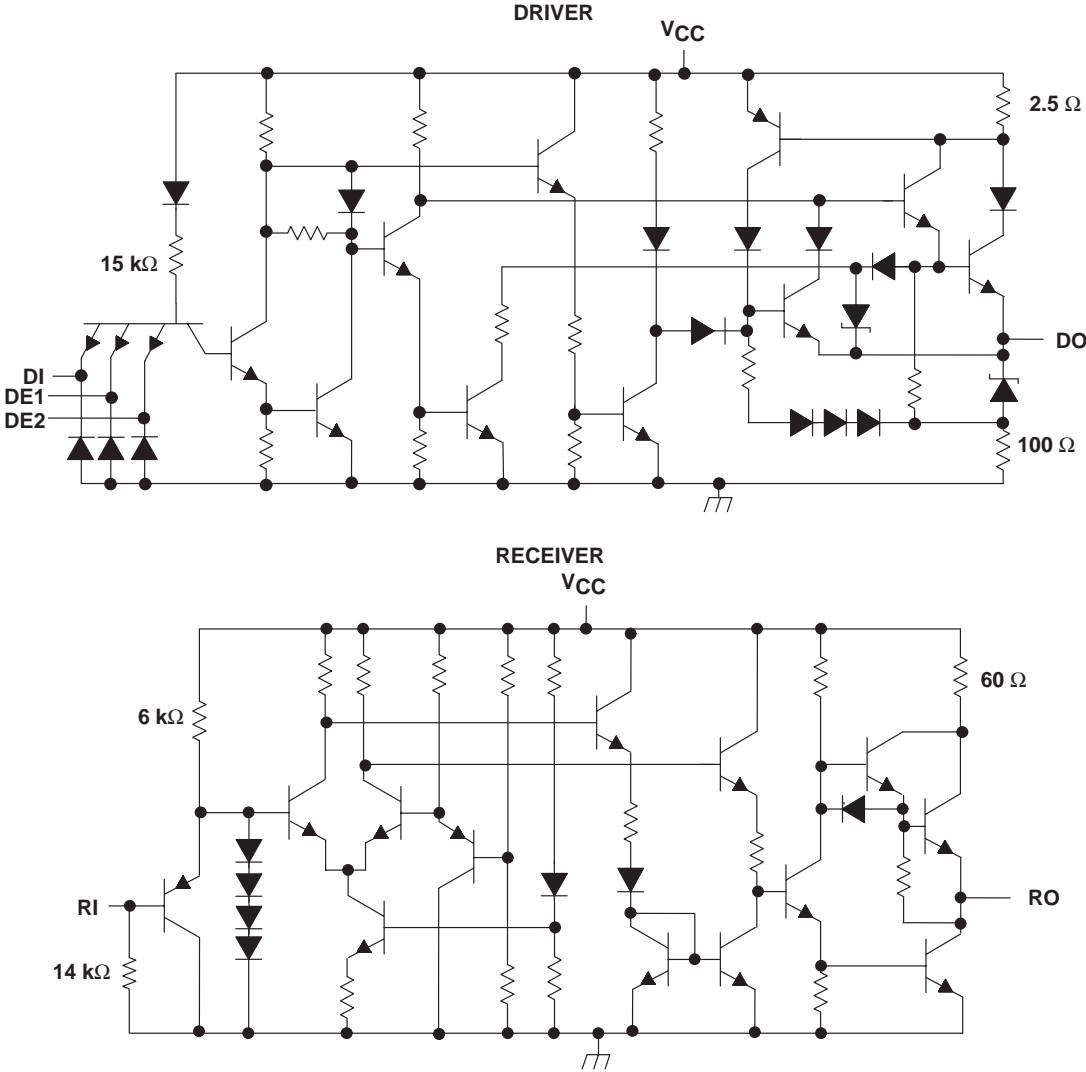 DRIVER
VCC
2.5 Ω
15 kΩ
DI
DE1
DE2
DO
100 Ω
RECEIVER
VCC
6 kΩ
60 Ω
RI
RO
14 kΩ